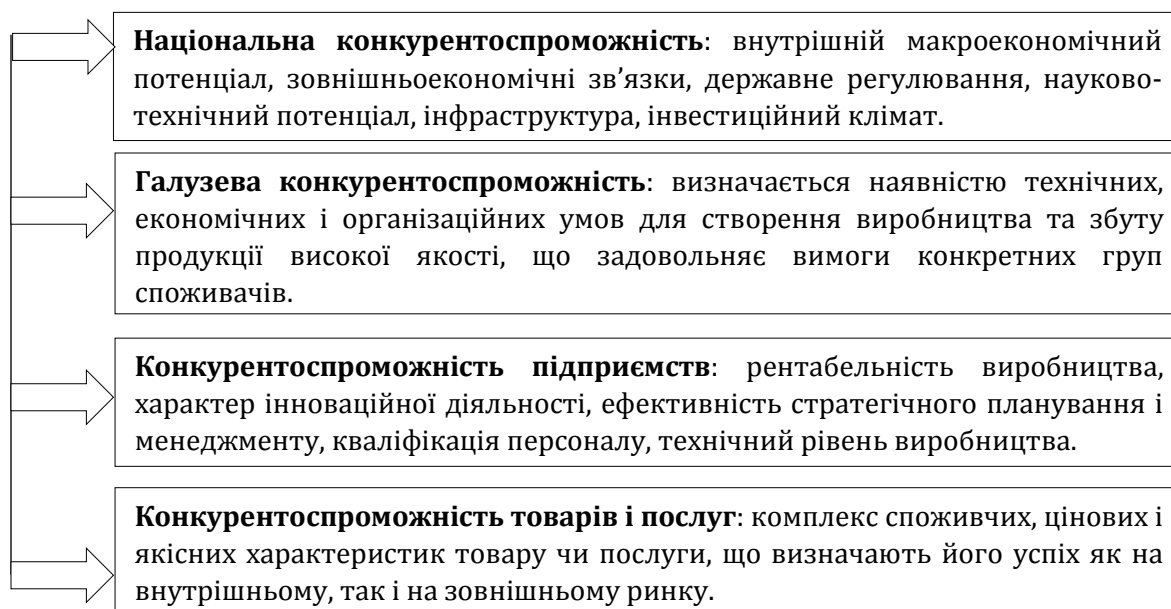 Національна конкурентоспроможність: внутрішній макроекономічний
потенціал, зовнішньоекономічні зв’язки, державне регулювання, науково-
технічний потенціал, інфраструктура, інвестиційний клімат.
Галузева конкурентоспроможність: визначається наявністю технічних,
економічних і організаційних умов для створення виробництва та збуту
продукції високої якості, що задовольняє вимоги конкретних груп
споживачів.
Конкурентоспроможність підприємств: рентабельність виробництва,
характер інноваційної діяльності, ефективність стратегічного планування і
менеджменту, кваліфікація персоналу, технічний рівень виробництва.
Конкурентоспроможність товарів і послуг: комплекс споживчих, цінових і
якісних характеристик товару чи послуги, що визначають його успіх як на
внутрішньому, так і на зовнішньому ринку.